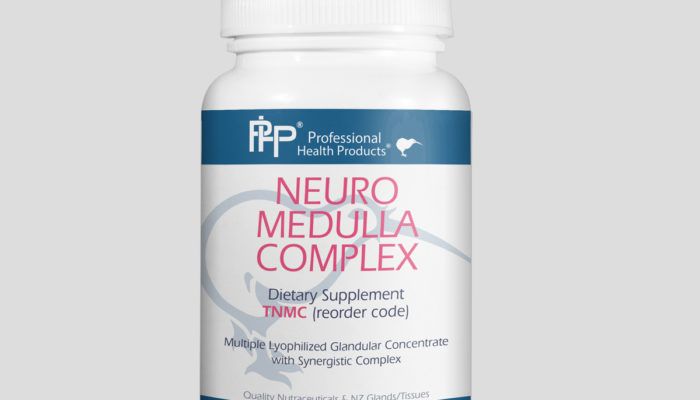 PHP® Professional
Health Products®
NEURO
MEDULLA
COMPLEX
Dietary Supplement
TNMC (reorder code)
Multiple Lyophilized Glandular Concentrate
with Synergistic Complex
Quality Nutraceuticals & NZ Glands/Tissues